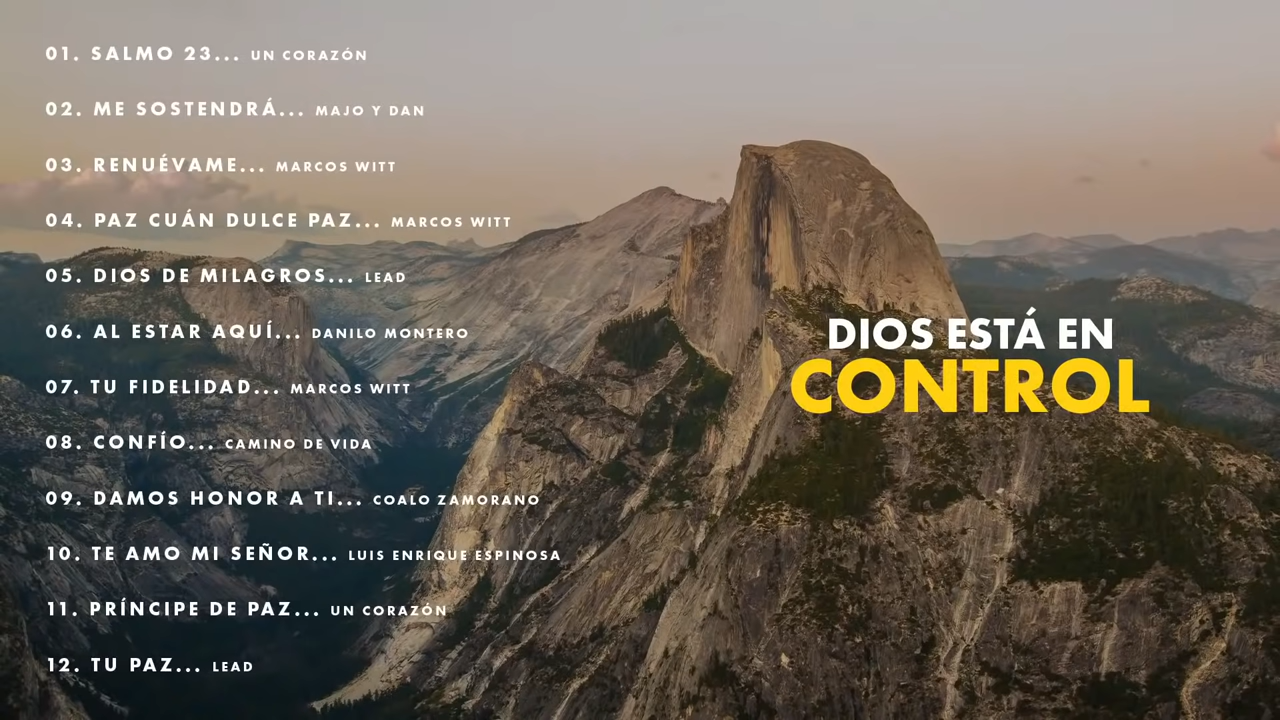 01. SALMO 23... UN CORAZÓN
02. ME SOSTENDRÁ... MAJO Y DAN
03. RENUÉVAME... MARCOS WITT
04. PAZ CUÁN DULCE PAZ... MARCOS WITT
05. DIOS DE MILAGROS... LEAD
06. AL ESTAR AQUÍ... DANILO MONTERO
07. TU FIDELIDAD... MARCOS WITT
08. CONFÍO... CAMINO DE VIDA
09. DAMOS HONOR A TI... COALO ZAMORANO
10. TE AMO MI SEÑOR... LUIS ENRIQUE ESPINOSA
11. PRÍNCIPE DE PAZ... UN CORAZÓN
12. TU PAZ... LEAD
DIOS ESTÁ EN
CONTROL